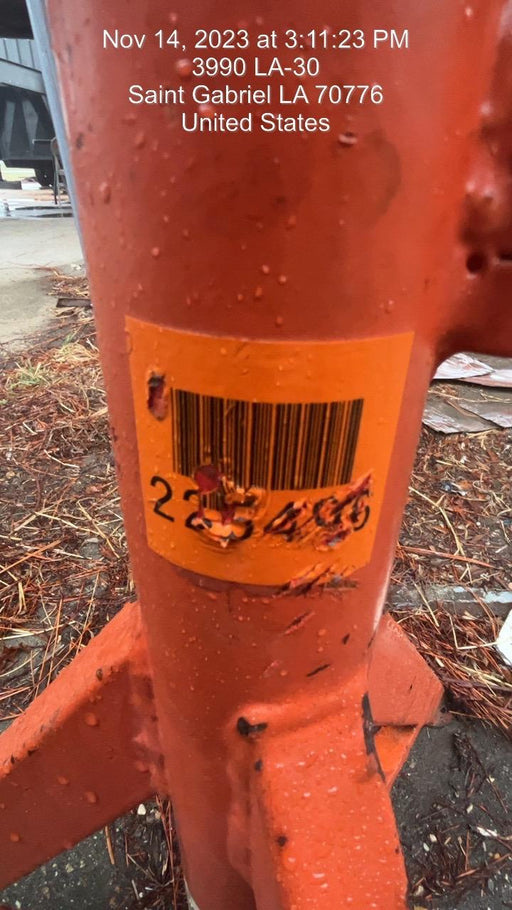 Nov 14, 2023 at 3:11:23 PM
3990 LA-30
Saint Gabriel LA 70776
United States